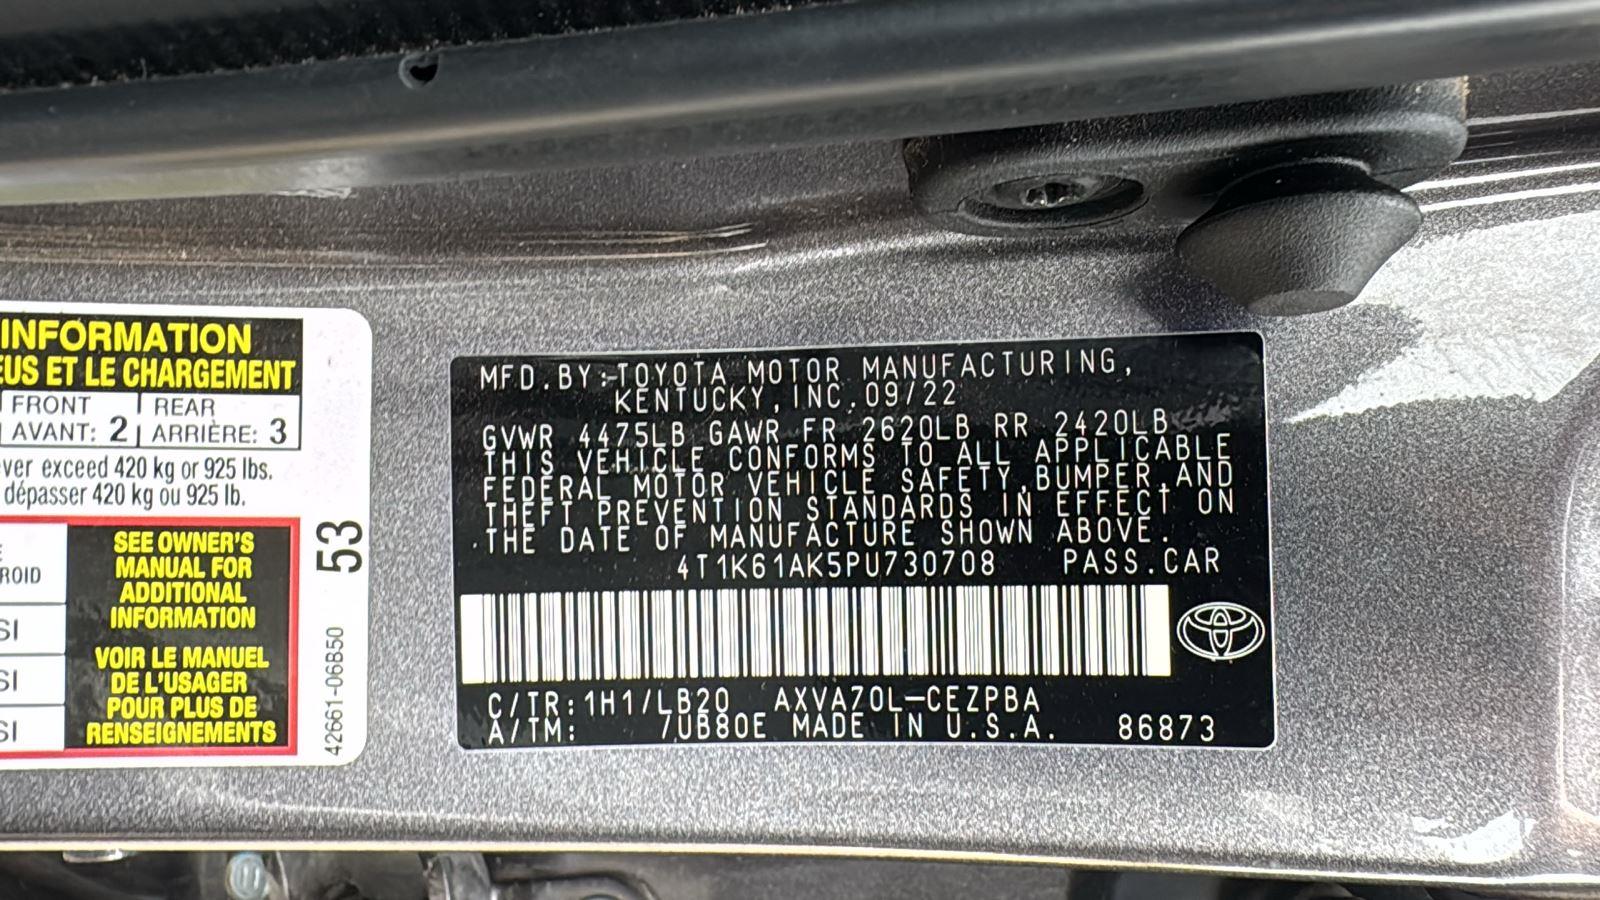 INFORMATION
EUS ET LE CHARGEMENT
FRONT
AVANT: 2
REAR
ARRIÈRE: 3
ver exceed 420 kg or 925 lbs.
dépasser 420 kg ou 925 lb.
ROID
SI
SI
SI
SEE OWNER'S
MANUAL FOR
ADDITIONAL
INFORMATION
VOIR LE MANUEL
DE L'USAGER
POUR PLUS DE
RENSEIGNEMENTS
53
42661-06B50
MFD.BY:TOYOTA MOTOR MANUFACTURING,
KENTUCKY,INC.09/22
GVWR 4475LB GAWR FR 2620LB RR 2420LB
THIS VEHICLE CONFORMS TO ALL APPLICABLE
FEDERAL MOTOR VEHICLE SAFETY,BUMPER,AND
THEFT PREVENTION STANDARDS IN EFFECT ON
THE DATE OF MANUFACTURE SHOWN ABOVE.
4T1K61AK5PU730708 PASS.CAR
C/TR:1H1/LB20 AXVA70L-CEZPBA
A/TM: 7UB80E MADE IN U.S.A. 86873